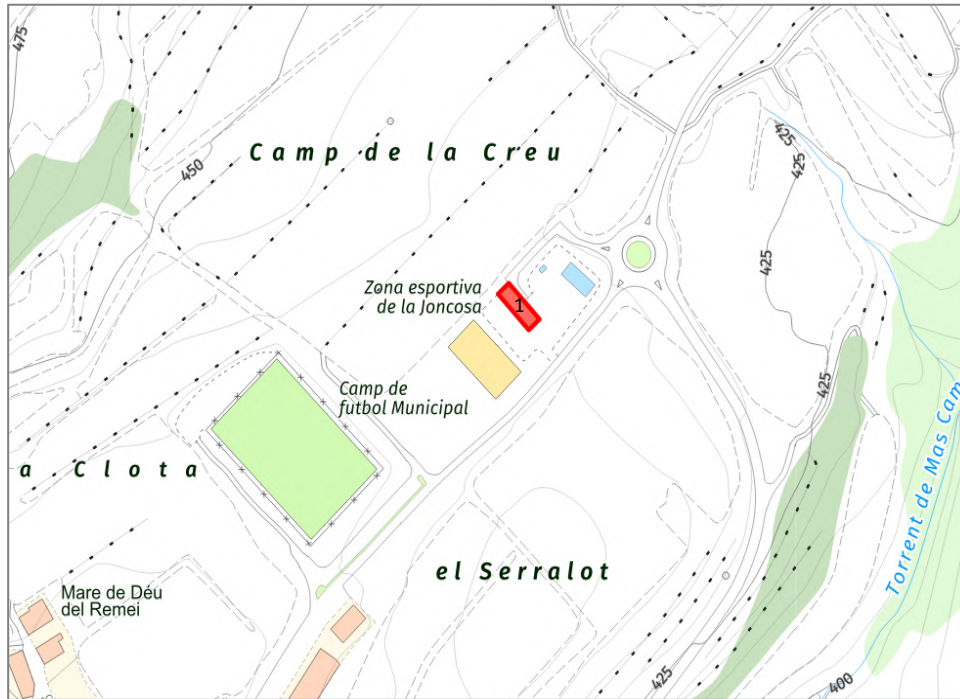 475
Camp de la Creu
425
425
450
425
Zona esportiva
de la Joncosa
1
Camp de
futbol Municipal
425
a Clota
Torrent de Mas Cam
el Serralot
Mare de Déu
del Remei
425
400